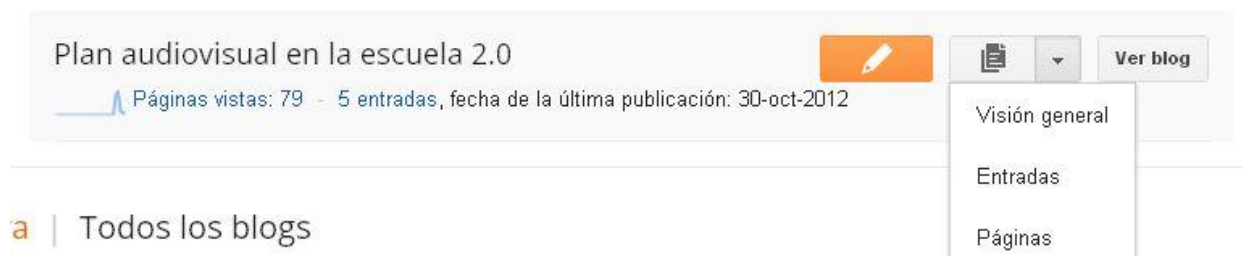 Plan audiovisual en la escuela 2.0
Ver blog
Páginas vistas: 79 - 5 entradas, fecha de la última publicación: 30-oct-2012
Visión general
Entradas
a | Todos los blogs
Páginas